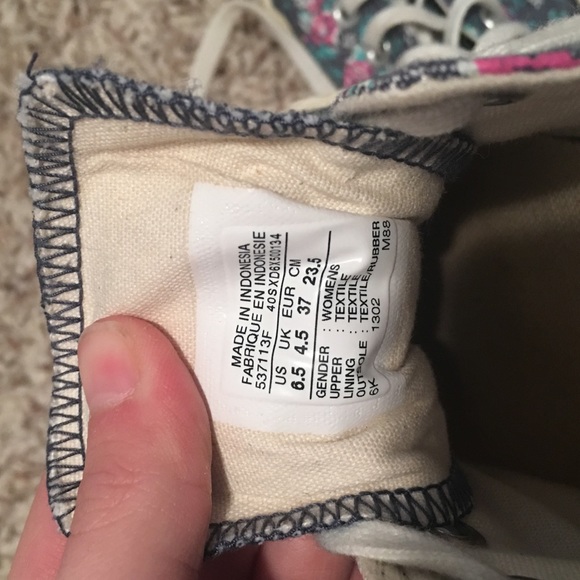 MADE IN INDONESIA
FABRIQUE EN INDONESIE
537113F 40SXD6X501134
US UK EUR CM
6.5 4.5 37 23.5
GENDER : WOMENS
UPPER : TEXTILE
LINING : TEXTILE
OUTSOLE : TEXTILE/RUBBER
6K 1302 M88